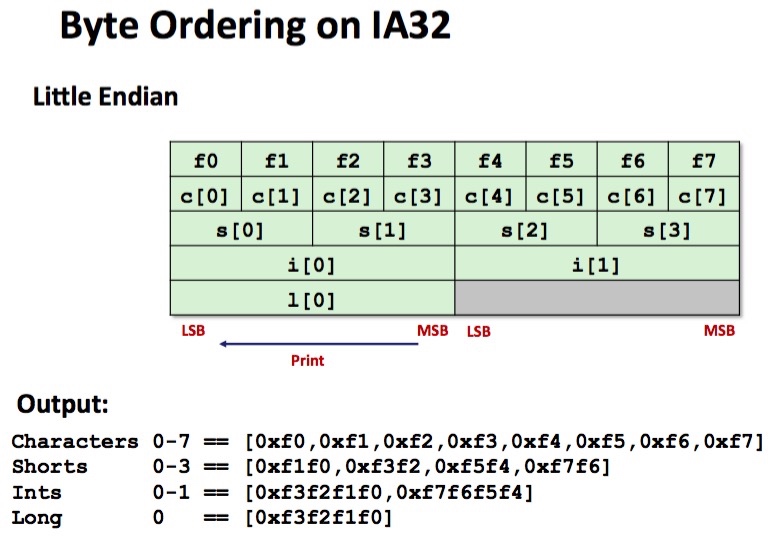 Byte Ordering on IA32
Little Endian
f0 f1 f2 f3 f4 f5 f6 f7
c[0] c[1] c[2] c[3] c[4] c[5] c[6] c[7]
s[0] s[1] s[2] s[3]
i[0] i[1]
l[0]
LSB MSB LSB MSB
Print
Output:
Characters 0-7 == [0xf0,0xf1,0xf2,0xf3,0xf4,0xf5,0xf6,0xf7]
Shorts 0-3 == [0xf1f0,0xf3f2,0xf5f4,0xf7f6]
Ints 0-1 == [0xf3f2f1f0,0xf7f6f5f4]
Long 0 == [0xf3f2f1f0]